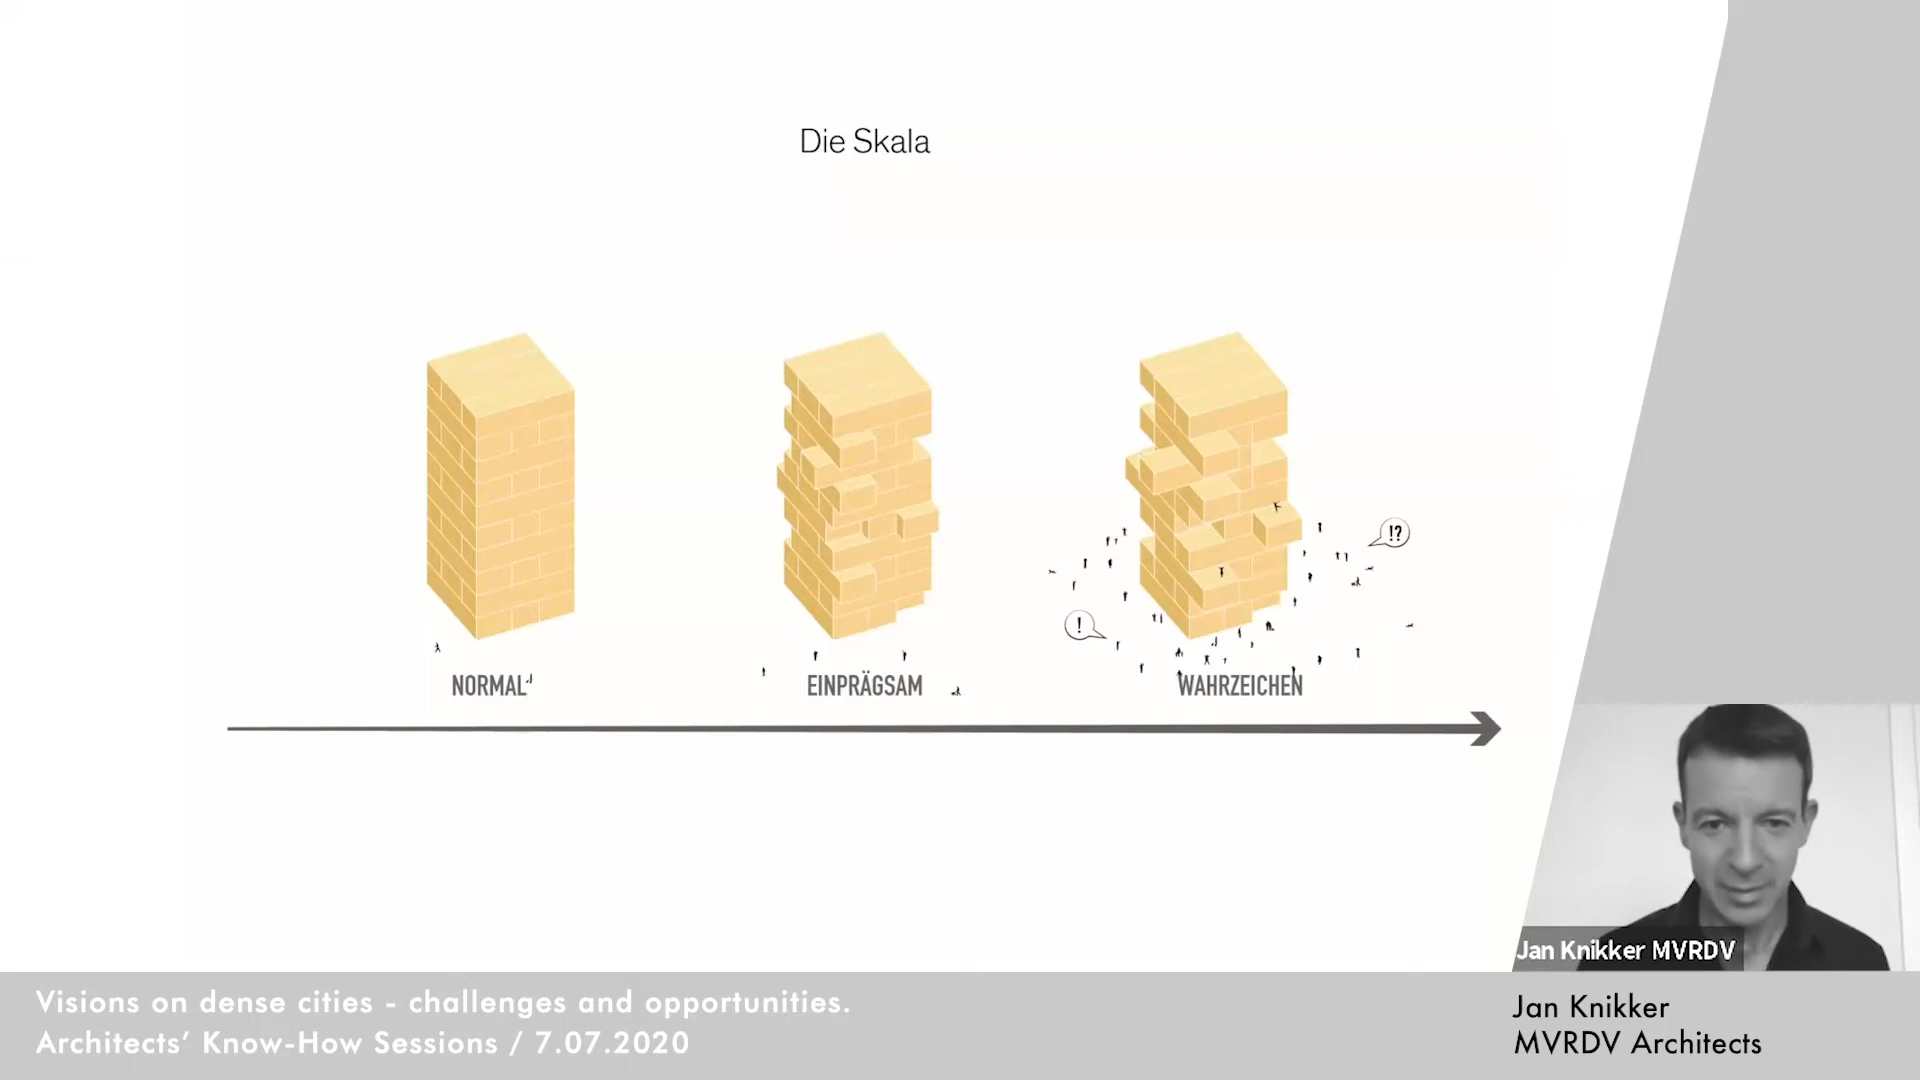 Die Skala
!?
!
NORMAL
EINPRÄGSAM
WAHRZEICHEN
Jan Knikker MVRDV
Visions on dense cities - challenges and opportunities.
Architects’ Know-How Sessions / 7.07.2020
Jan Knikker
MVRDV Architects